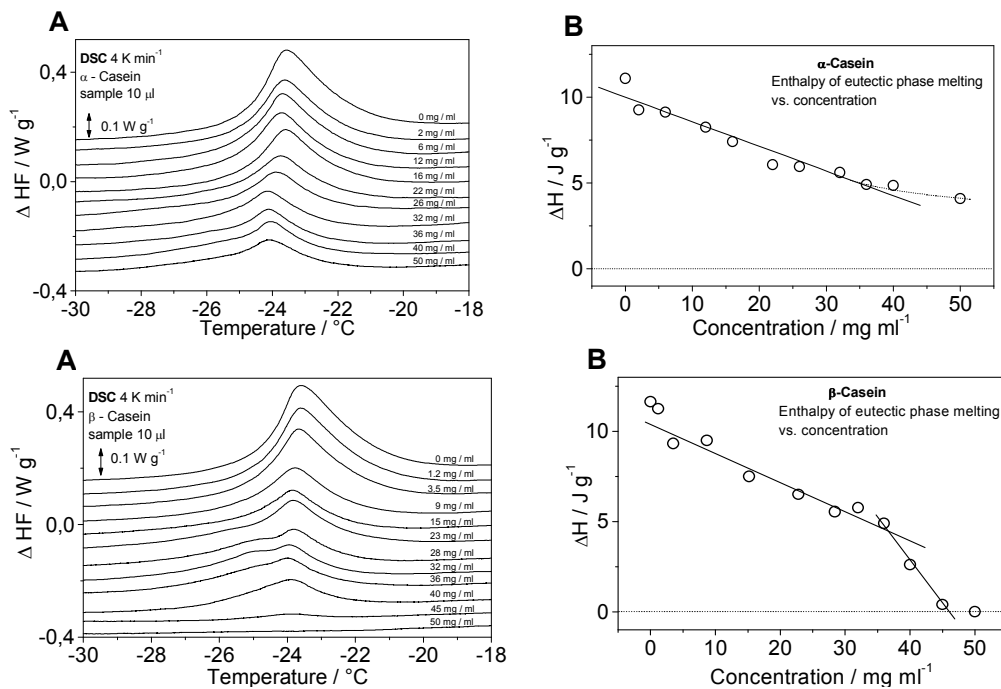 A
DSC 4 K min⁻¹
α - Casein
sample 10 µl
0.1 W g⁻¹
0 mg / ml
2 mg / ml
6 mg / ml
12 mg / ml
16 mg / ml
22 mg / ml
26 mg / ml
32 mg / ml
36 mg / ml
40 mg / ml
50 mg / ml
0,4
0,0
-0,4
Δ HF / W g⁻¹
-30 -28 -26 -24 -22 -20 -18
Temperature / °C
B
α-Casein
Enthalpy of eutectic phase melting
vs. concentration
10
5
0
ΔH / J g⁻¹
0 10 20 30 40 50
Concentration / mg ml⁻¹
A
DSC 4 K min⁻¹
β - Casein
sample 10 µl
0.1 W g⁻¹
0 mg / ml
1.2 mg / ml
3.5 mg / ml
9 mg / ml
15 mg / ml
23 mg / ml
28 mg / ml
32 mg / ml
36 mg / ml
40 mg / ml
45 mg / ml
50 mg / ml
0,4
0,0
-0,4
Δ HF / W g⁻¹
-30 -28 -26 -24 -22 -20 -18
Temperature / °C
B
β-Casein
Enthalpy of eutectic phase melting
vs. concentration
10
5
0
ΔH / J g⁻¹
0 10 20 30 40 50
Concentration / mg ml⁻¹